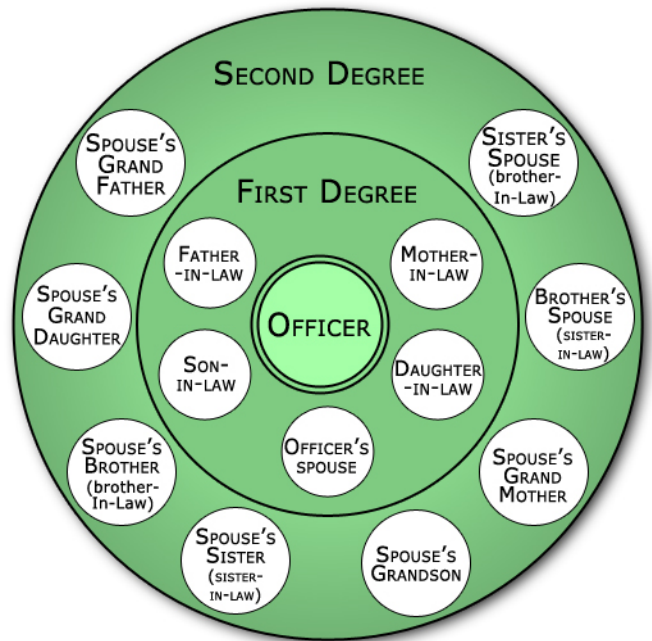 SECOND DEGREE
SPOUSE'S
GRAND
FATHER
SISTER'S
SPOUSE
(brother-
In-Law)
FIRST DEGREE
FATHER
-IN-LAW
MOTHER-
IN-LAW
SPOUSE'S
GRAND
DAUGHTER
OFFICER
BROTHER'S
SPOUSE
(SISTER-
IN-LAW)
SON-
IN-LAW
DAUGHTER
-IN-LAW
SPOUSE'S
BROTHER
(brother-
In-Law)
OFFICER'S
SPOUSE
SPOUSE'S
GRAND
MOTHER
SPOUSE'S
SISTER
(SISTER-
IN-LAW)
SPOUSE'S
GRANDSON